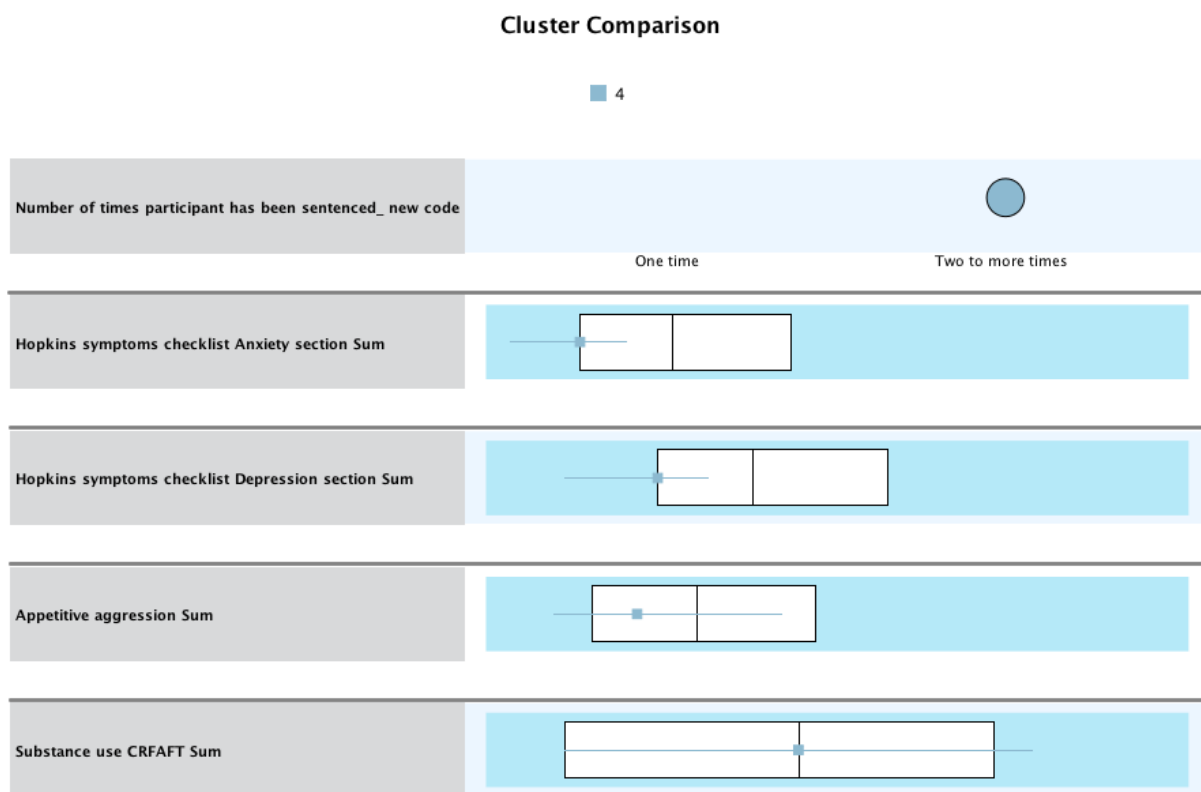 Cluster Comparison
4
Number of times participant has been sentenced_ new code
One time Two to more times
Hopkins symptoms checklist Anxiety section Sum
Hopkins symptoms checklist Depression section Sum
Appetitive aggression Sum
Substance use CRFAFT Sum